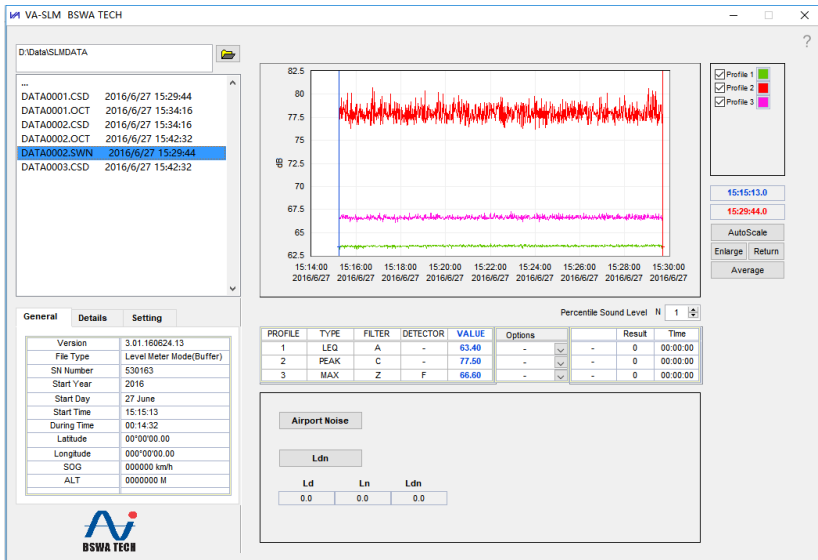 VA-SLM BSWA TECH
?
D:\Data\SLMDATA
...
DATA0001.CSD 2016/6/27 15:29:44
DATA0001.OCT 2016/6/27 15:34:16
DATA0002.CSD 2016/6/27 15:34:16
DATA0002.OCT 2016/6/27 15:42:32
DATA0002.SWN 2016/6/27 15:29:44
DATA0003.CSD 2016/6/27 15:42:32
82.5
80
77.5
75
72.5
70
67.5
65
62.5
dB
15:14:00 15:16:00 15:18:00 15:20:00 15:22:00 15:24:00 15:26:00 15:28:00 15:30:00
2016/6/27 2016/6/27 2016/6/27 2016/6/27 2016/6/27 2016/6/27 2016/6/27 2016/6/27 2016/6/27
Profile 1
Profile 2
Profile 3
15:15:13.0
15:29:44.0
AutoScale
Enlarge Return
Average
General Details Setting
Version 3.01.160624.13
File Type Level Meter Mode(Buffer)
SN Number 530163
Start Year 2016
Start Day 27 June
Start Time 15:15:13
During Time 00:14:32
Latitude 00°00'00.00
Longitude 000°00'00.00
SOG 000000 km/h
ALT 0000000 M
BSWA TECH
Percentile Sound Level N 1
PROFILE TYPE FILTER DETECTOR VALUE Options Result Time
1 LEQ A - 63.40 - - 0 00:00:00
2 PEAK C - 77.50 - - 0 00:00:00
3 MAX Z F 66.60 - - 0 00:00:00
Airport Noise
Ldn
Ld Ln Ldn
0.0 0.0 0.0